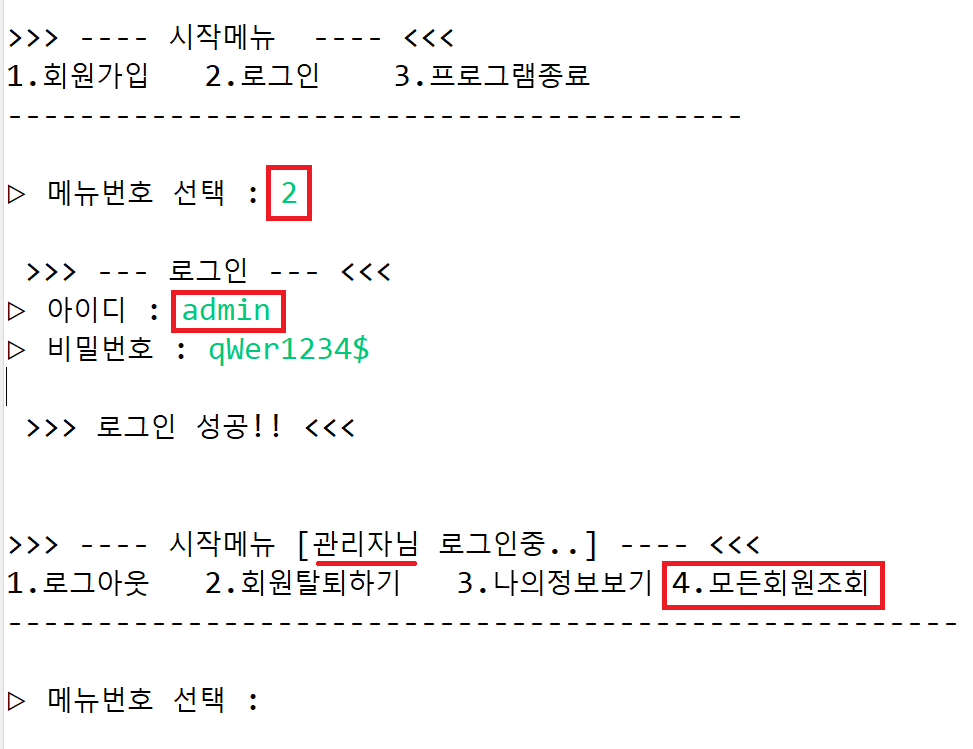 >>> ---- 시작메뉴  ---- <<<
1.회원가입   2.로그인    3.프로그램종료
-----------------------------------------
▷ 메뉴번호 선택 : 2
>>> --- 로그인 --- <<<
▷ 아이디 : admin
▷ 비밀번호 : qWer1234$
>>> 로그인 성공!! <<<
>>> ---- 시작메뉴 [관리자님 로그인중..] ---- <<<
1.로그아웃   2.회원탈퇴하기   3.나의정보보기 4.모든회원조회
-----------------------------------------------------
▷ 메뉴번호 선택 :